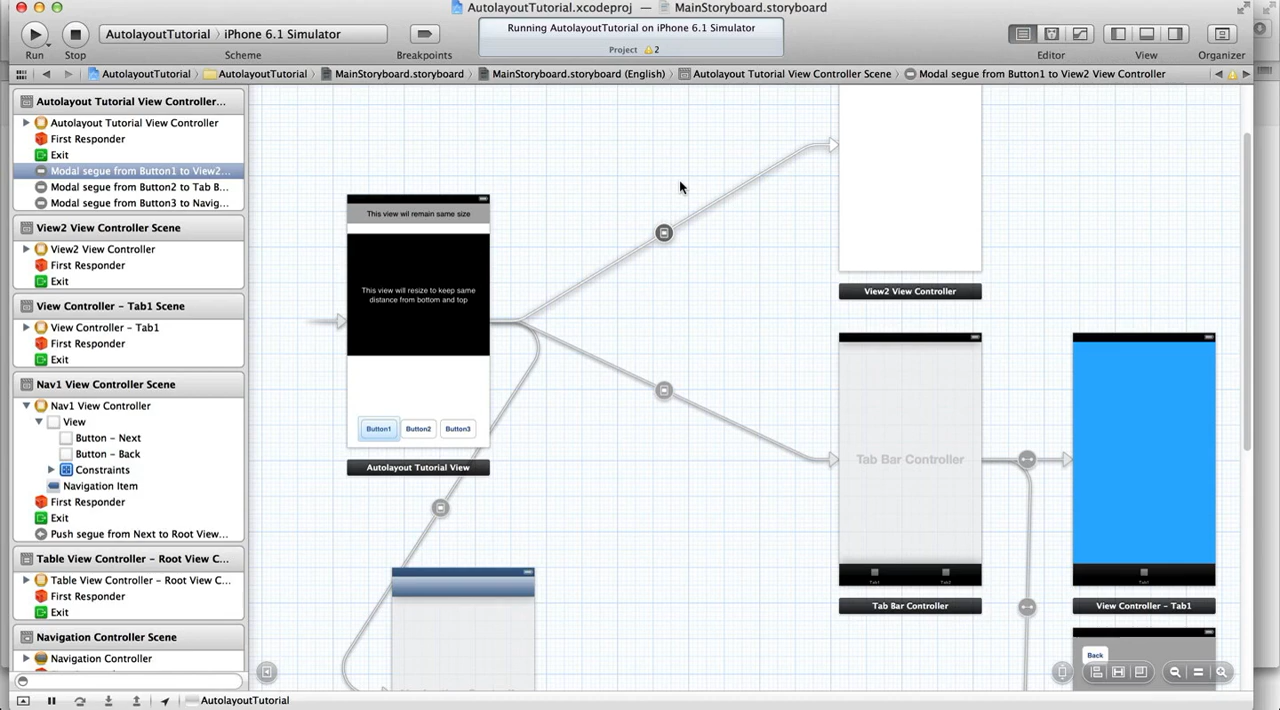 AutolayoutTutorial.xcodeproj — MainStoryboard.storyboard
AutolayoutTutorial iPhone 6.1 Simulator
Running AutolayoutTutorial on iPhone 6.1 Simulator
Project 2
Run Stop Scheme Breakpoints Editor View Organizer
AutolayoutTutorial AutolayoutTutorial MainStoryboard.storyboard MainStoryboard.storyboard (English) Autolayout Tutorial View Controller Scene Modal segue from Button1 to View2 View Controller
Autolayout Tutorial View Controller...
Autolayout Tutorial View Controller
First Responder
Exit
Modal segue from Button1 to View2...
Modal segue from Button2 to Tab B...
Modal segue from Button3 to Navig...
View2 View Controller Scene
View2 View Controller
First Responder
Exit
View Controller – Tab1 Scene
View Controller – Tab1
First Responder
Exit
Nav1 View Controller Scene
Nav1 View Controller
View
Button – Next
Button – Back
Constraints
Navigation Item
First Responder
Exit
Push segue from Next to Root View...
Table View Controller – Root View C...
Table View Controller – Root View C...
First Responder
Exit
Navigation Controller Scene
Navigation Controller
This view wil remain same size
This view will resize to keep same
distance from bottom and top
Button1 Button2 Button3
Autolayout Tutorial View
View2 View Controller
Tab Bar Controller
Tab1 Tab2
Tab Bar Controller
Tab1
View Controller – Tab1
Back
AutolayoutTutorial